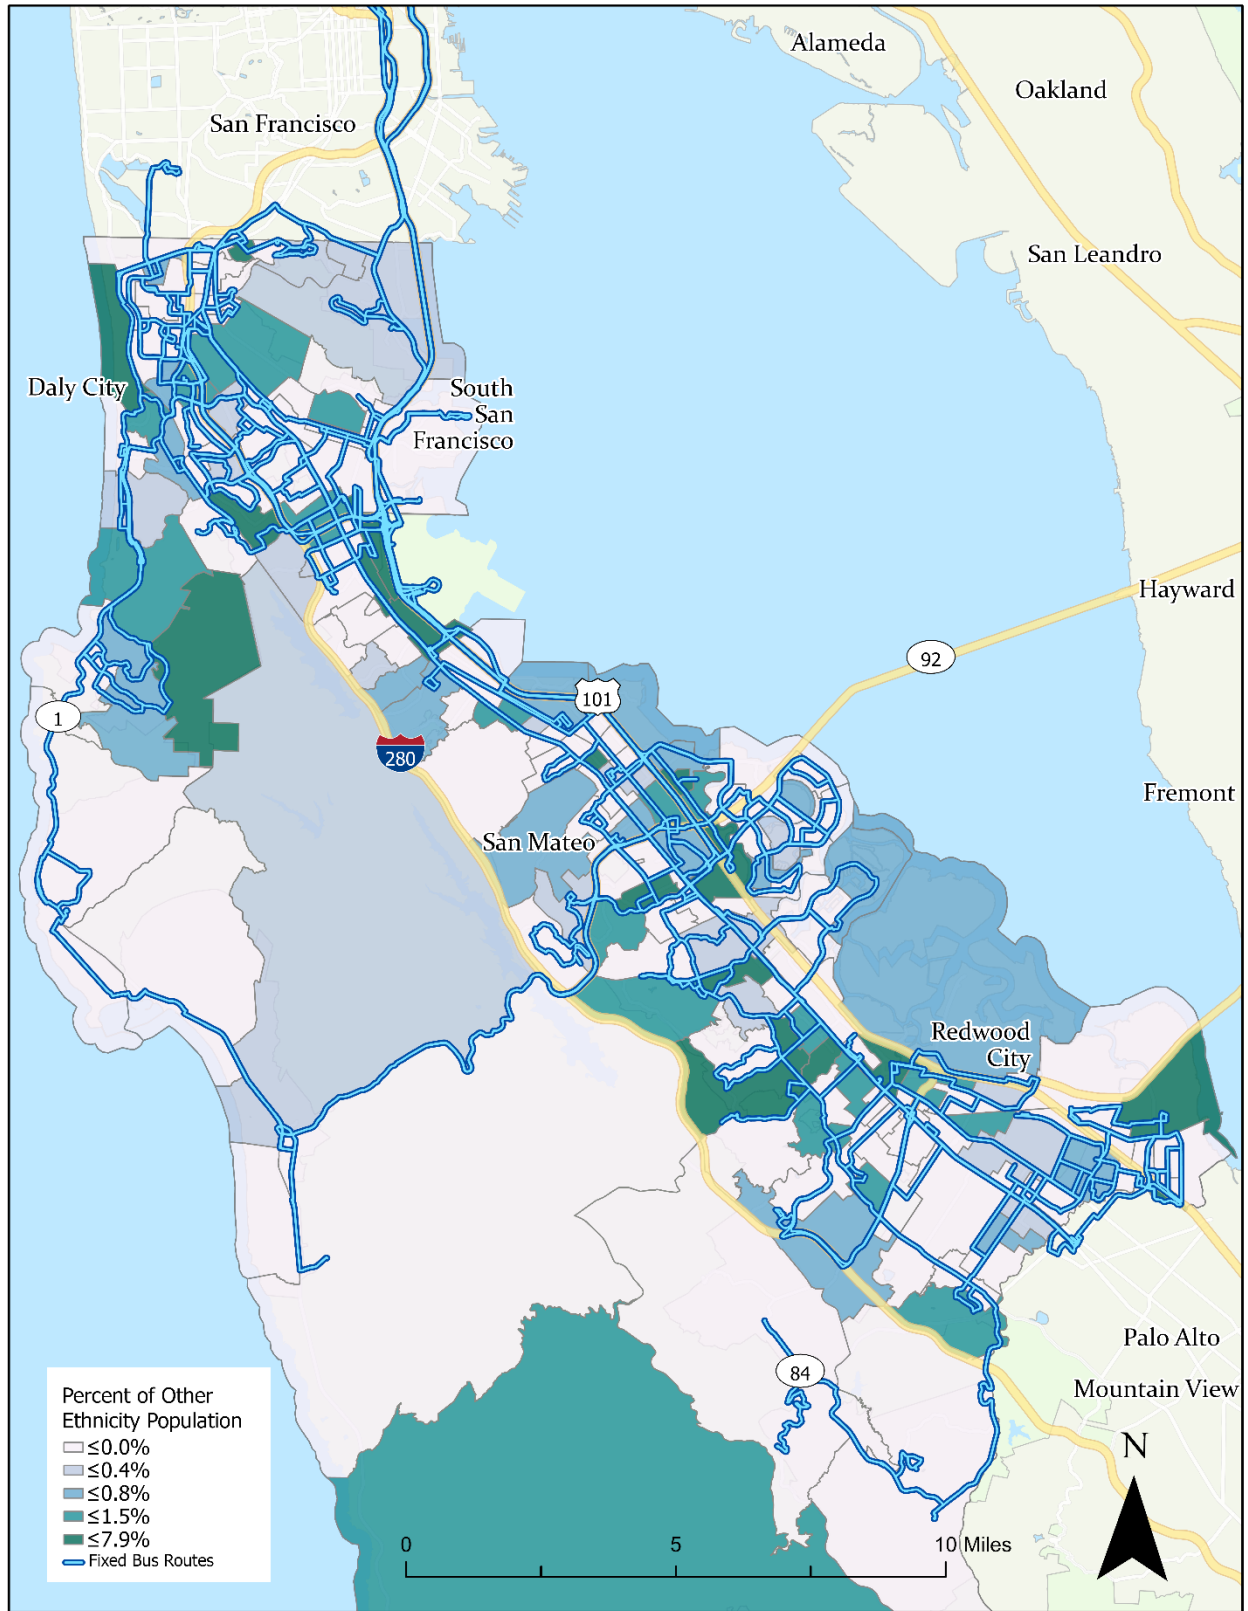 Alameda
Oakland
San Francisco
San Leandro
Daly City
South
San
Francisco
Hayward
92
101
1
280
Fremont
San Mateo
Redwood
City
Palo Alto
84
Mountain View
N
Percent of Other
Ethnicity Population
≤0.0%
≤0.4%
≤0.8%
≤1.5%
≤7.9%
Fixed Bus Routes
0 5 10 Miles